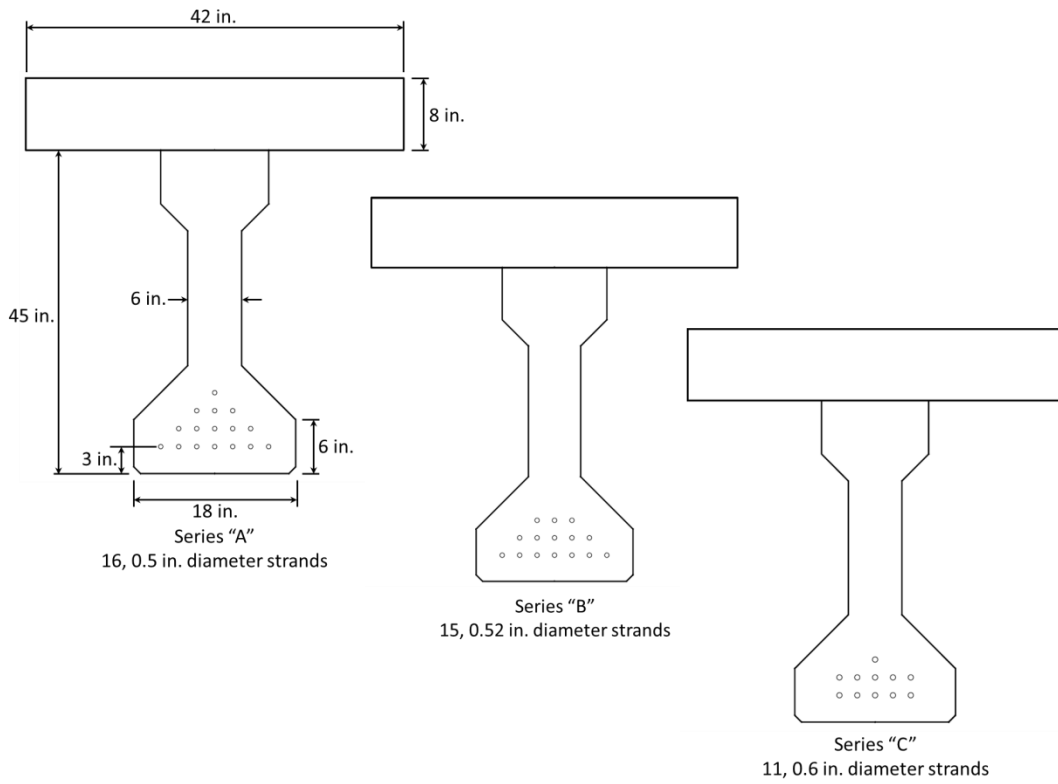 42 in.
8 in.
45 in.
6 in.
3 in.
6 in.
18 in.
Series “A”
16, 0.5 in. diameter strands
Series “B”
15, 0.52 in. diameter strands
Series “C”
11, 0.6 in. diameter strands